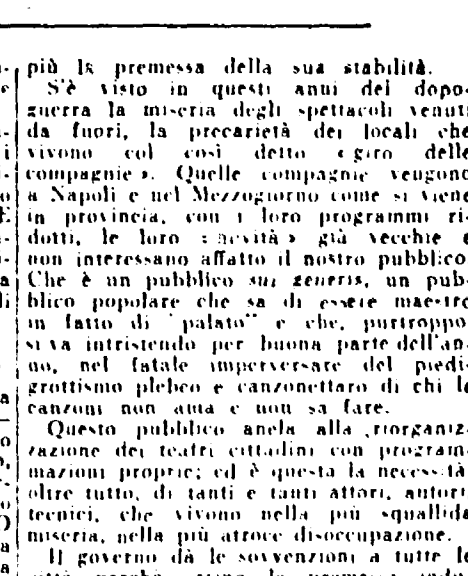 più la premessa della sua stabilità.
S'è visto in questi anni del dopo-
guerra la miseria degli spettacoli venuti
da fuori, la precarietà dei locali che
vivono col così detto « giro delle
compagnie ». Quelle compagnie vengono
a Napoli e nel Mezzogiorno come si viene
in provincia, con i loro programmi ri-
dotti, le loro « novità » già vecchie e
non interessano affatto il nostro pubblico.
Che è un pubblico sui generis, un pub-
blico popolare che sa di essere maestro
in fatto di "palato" e che, purtroppo,
si va intristendo per buona parte dell'an-
no, nel fatale imperversare del piedi-
grottismo plebeo e canzonettaro di chi le
canzoni non ama e non sa fare.
Questo pubblico anela alla riorganiz-
zazione dei teatri cittadini con program-
mazioni proprie; ed è questa la necessità,
oltre tutto, di tanti e tanti attori, autori,
tecnici, che vivono nella più squallida
miseria, nella più atroce disoccupazione.
Il governo dà le sovvenzioni a tutte le